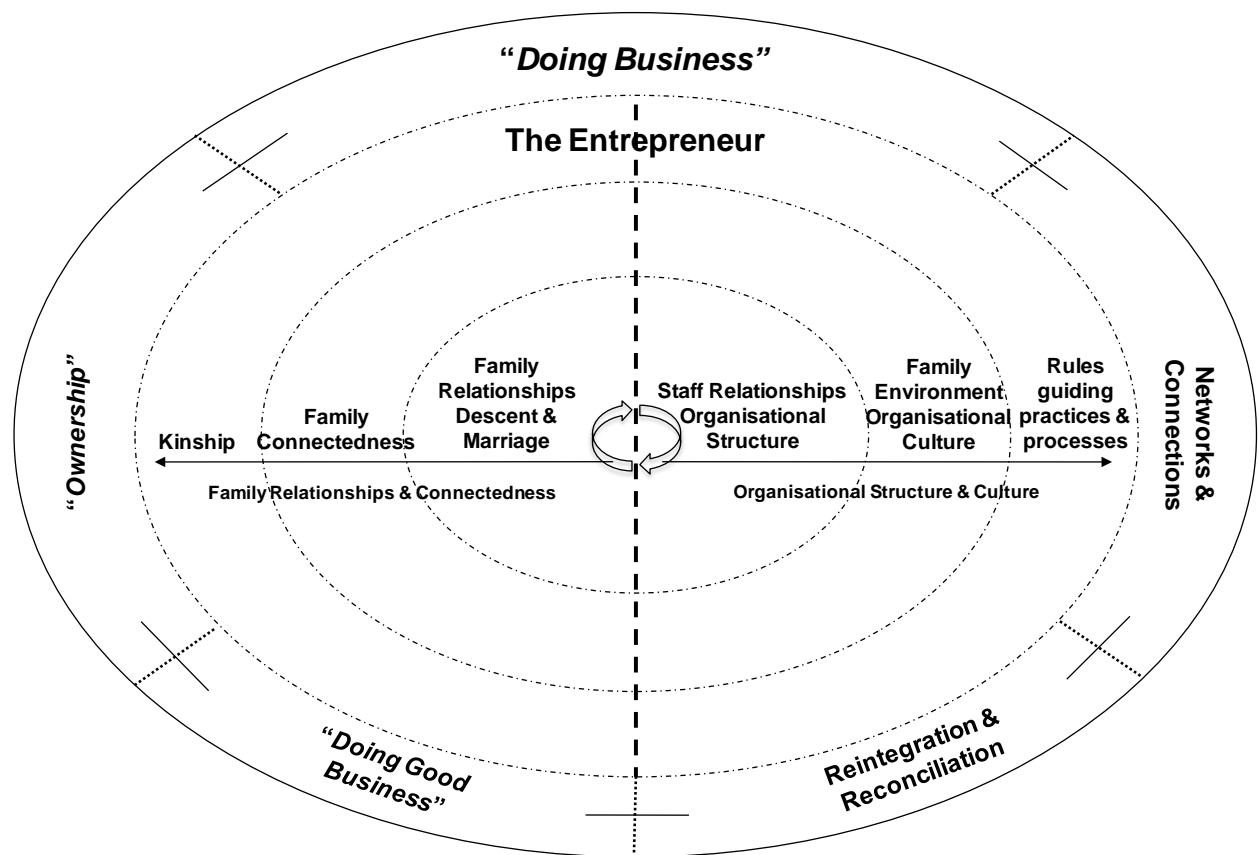 “Doing Business”
The Entrepreneur
“Ownership”
Kinship
Family
Connectedness
Family
Relationships
Descent &
Marriage
Staff Relationships
Organisational
Structure
Family
Environment
Organisational
Culture
Rules
guiding
practices &
processes
Networks &
Connections
Family Relationships & Connectedness
Organisational Structure & Culture
“Doing Good
Business”
Reintegration &
Reconciliation